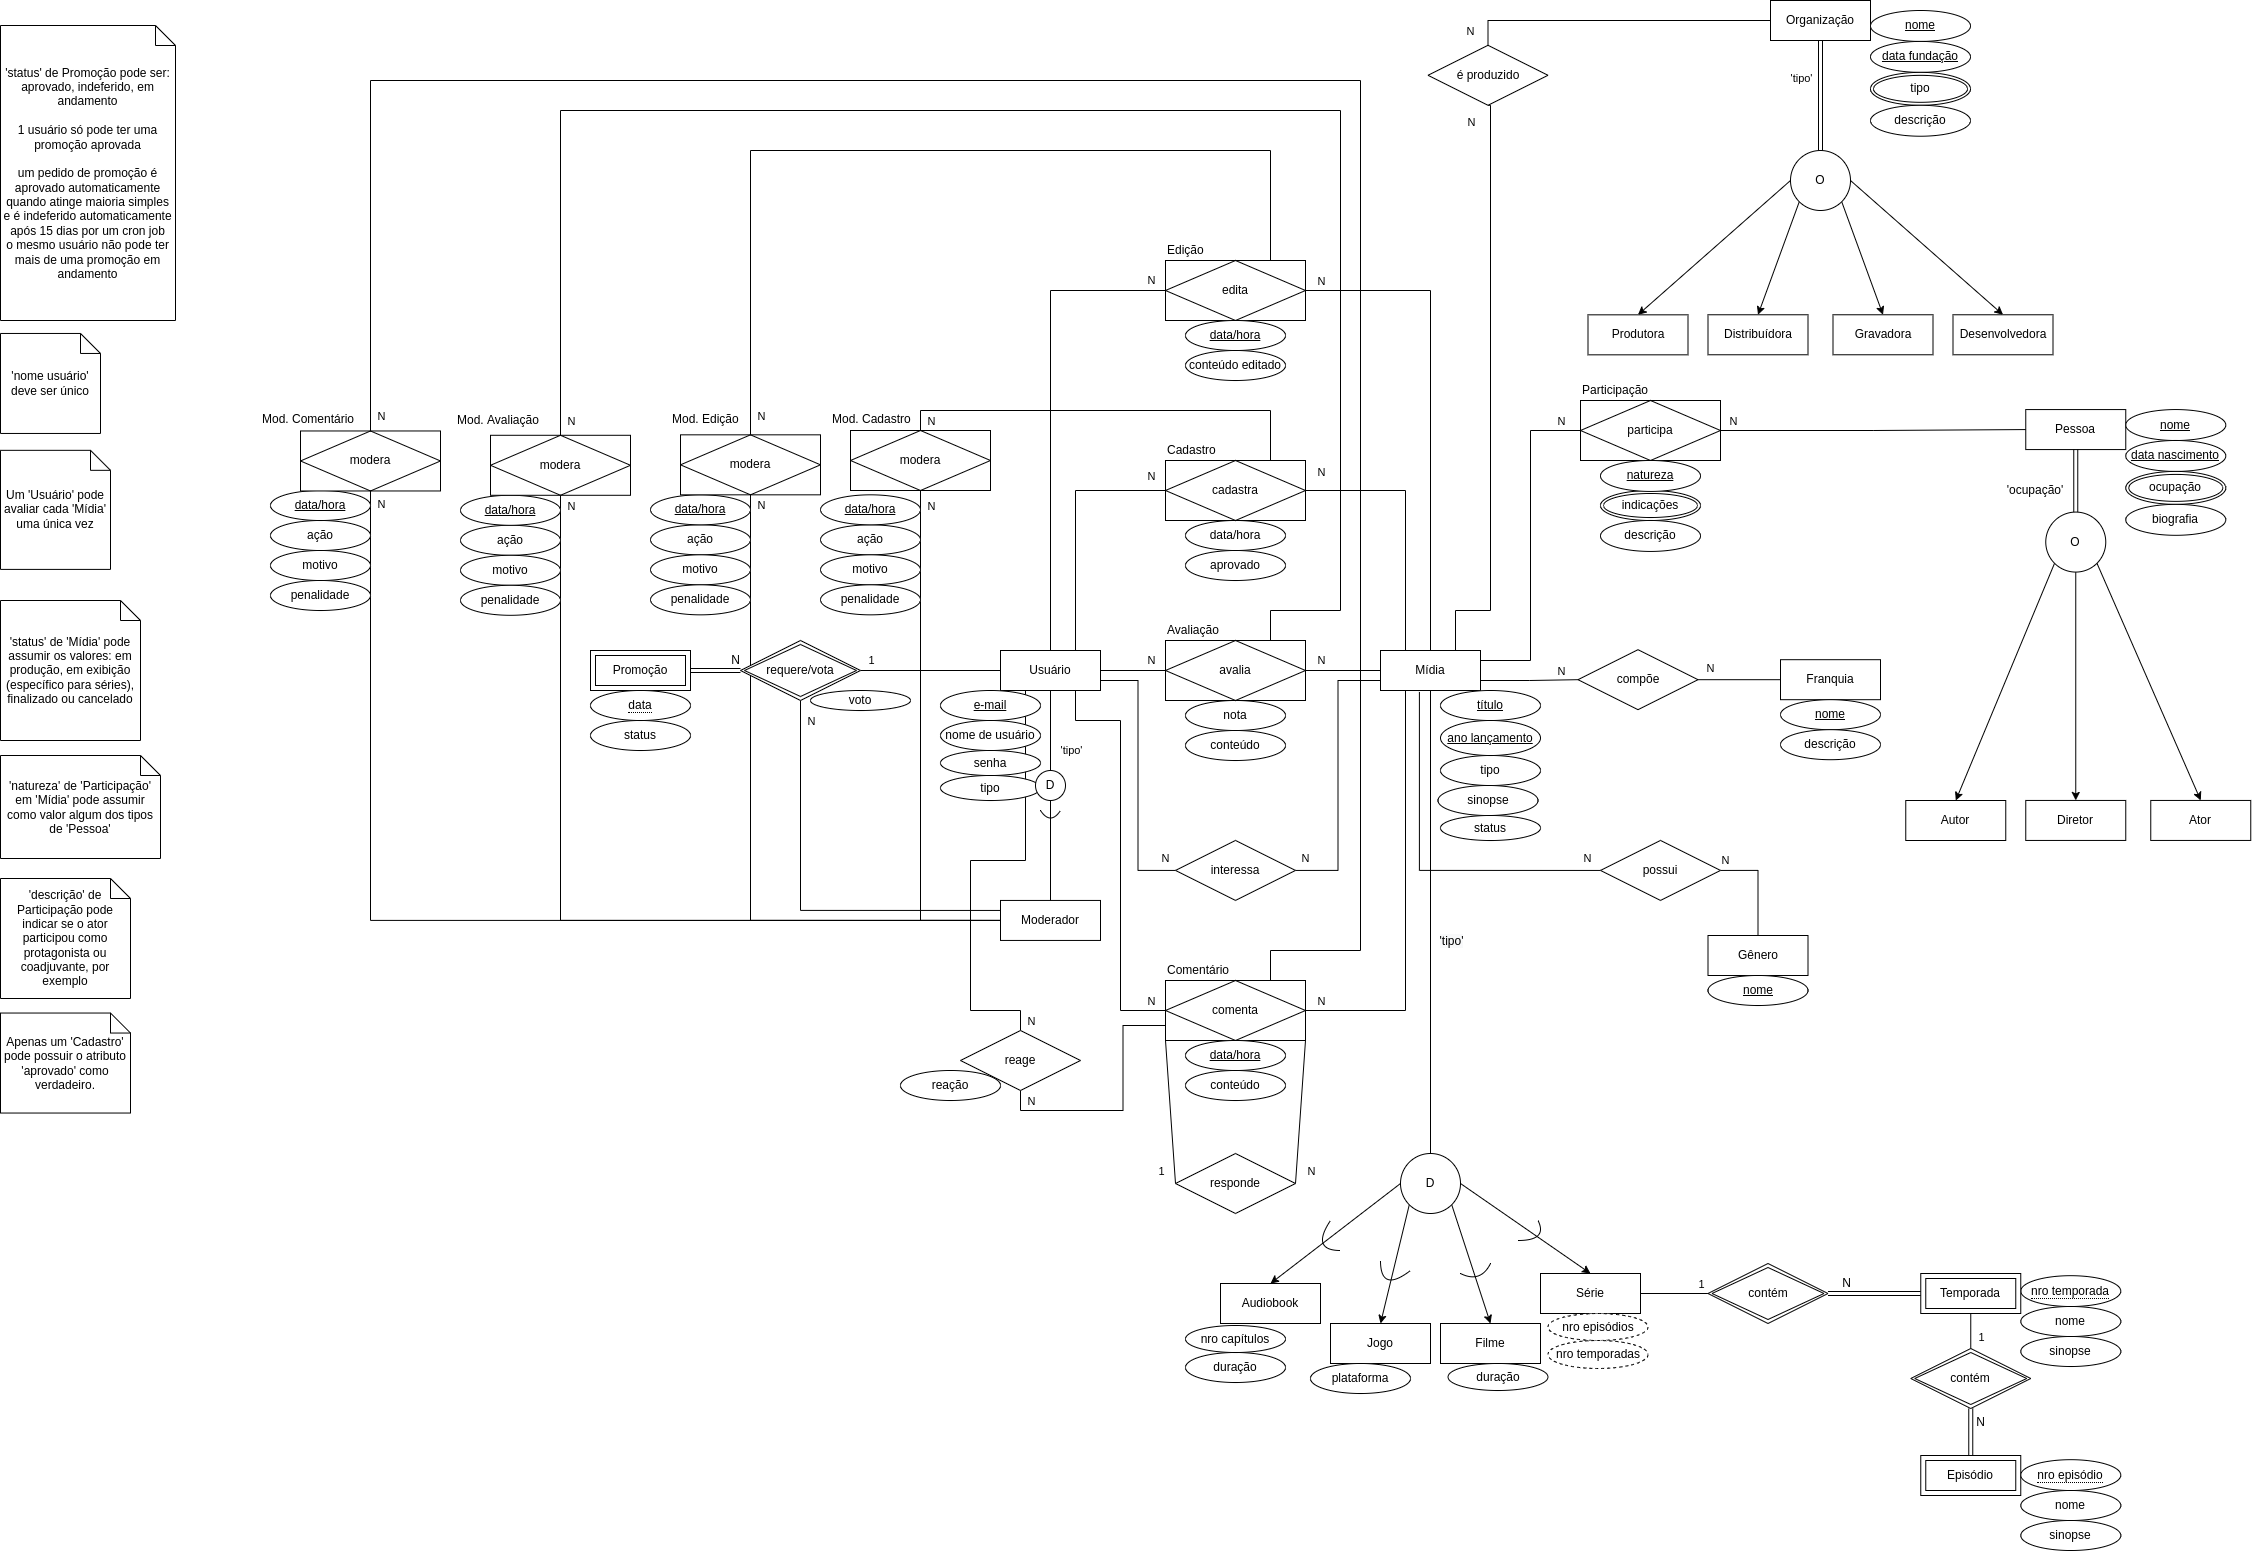 'status' de Promoção pode ser:
aprovado, indeferido, em
andamento
1 usuário só pode ter uma
promoção aprovada
um pedido de promoção é
aprovado automaticamente
quando atinge maioria simples
e é indeferido automaticamente
após 15 dias por um cron job
o mesmo usuário não pode ter
mais de uma promoção em
andamento
'nome usuário'
deve ser único
Um 'Usuário' pode
avaliar cada 'Mídia'
uma única vez
'status' de 'Mídia' pode
assumir os valores: em
produção, em exibição
(específico para séries),
finalizado ou cancelado
'natureza' de 'Participação'
em 'Mídia' pode assumir
como valor algum dos tipos
de 'Pessoa'
'descrição' de
Participação pode
indicar se o ator
participou como
protagonista ou
coadjuvante, por
exemplo
Apenas um 'Cadastro'
pode possuir o atributo
'aprovado' como
verdadeiro.
Mod. Comentário
N
modera
N
data/hora
ação
motivo
penalidade
Mod. Avaliação
N
modera
N
data/hora
ação
motivo
penalidade
Mod. Edição
N
modera
N
data/hora
ação
motivo
penalidade
Mod. Cadastro
N
modera
N
data/hora
ação
motivo
penalidade
Promoção
data
status
N
requere/vota
1
voto
N
Usuário
e-mail
nome de usuário
senha
tipo
'tipo'
D
Moderador
N
reage
reação
N
Edição
N
edita
N
data/hora
conteúdo editado
Cadastro
N
cadastra
N
data/hora
aprovado
Avaliação
N
avalia
N
nota
conteúdo
N
interessa
N
Comentário
N
comenta
N
data/hora
conteúdo
1
responde
N
Mídia
título
ano lançamento
tipo
sinopse
status
'tipo'
D
Audiobook
nro capítulos
duração
Jogo
plataforma
Filme
duração
Série
nro episódios
nro temporadas
1
contém
N
Temporada
nro temporada
nome
sinopse
1
contém
N
Episódio
nro episódio
nome
sinopse
N
é produzido
N
Organização
nome
data fundação
tipo
descrição
'tipo'
O
Produtora
Distribuídora
Gravadora
Desenvolvedora
Participação
N
participa
N
natureza
indicações
descrição
Pessoa
nome
data nascimento
ocupação
biografia
'ocupação'
O
Autor
Diretor
Ator
N
compõe
N
Franquia
nome
descrição
N
possui
N
Gênero
nome